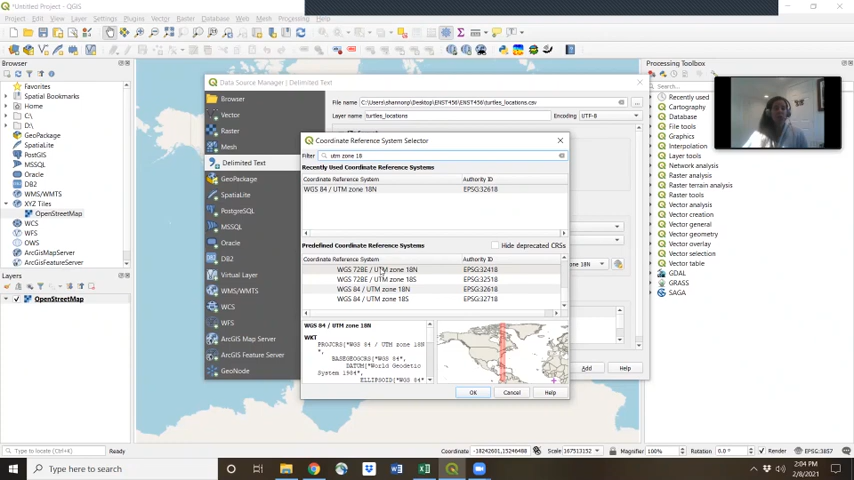 *Untitled Project — QGIS
Project Edit View Layer Settings Plugins Vector Raster Database Web Mesh Processing Help
Browser
Favorites
Spatial Bookmarks
Home
C:\
D:\
GeoPackage
SpatiaLite
PostGIS
MSSQL
Oracle
DB2
WMS/WMTS
XYZ Tiles
OpenStreetMap
WCS
WFS
OWS
ArcGisMapServer
ArcGisFeatureServer
Layers
OpenStreetMap
Data Source Manager | Delimited Text
Browser
Vector
Raster
Mesh
Delimited Text
GeoPackage
SpatiaLite
PostgreSQL
MSSQL
Oracle
DB2
Virtual Layer
WMS/WMTS
WCS
WFS
ArcGIS Map Server
ArcGIS Feature Server
GeoNode
File name C:\Users\shannonp\Desktop\ENST456\turtles_locations.csv
Layer name turtles_locations Encoding UTF-8
Coordinate Reference System Selector
Filter utm zone 18
Recently Used Coordinate Reference Systems
Coordinate Reference System Authority ID
WGS 84 / UTM zone 18N EPSG:32618
Predefined Coordinate Reference Systems Hide deprecated CRSs
Coordinate Reference System Authority ID
WGS 72BE / UTM zone 18N EPSG:32418
WGS 72BE / UTM zone 18S EPSG:32518
WGS 84 / UTM zone 18N EPSG:32618
WGS 84 / UTM zone 18S EPSG:32718
WGS 84 / UTM zone 18N
WKT
PROJCRS["WGS 84 / UTM zone 18N
",
BASEGEOGCRS["WGS 84",
DATUM["World Geodetic
System 1984",
ELLIPSOID["WGS 84"
OK Cancel Help
zone 18N
Add Help
Processing Toolbox
Search...
Recently used
Cartography
Database
File tools
Graphics
Interpolation
Layer tools
Raster analysis
Raster terrain analysis
Raster tools
Vector analysis
Vector creation
Vector general
Vector geometry
Vector overlay
Vector selection
Vector table
GDAL
GRASS
SAGA
Type to locate (Ctrl+K) Ready Coordinate -18242601,15246488 Scale 1:67513152 Magnifier 100% Rotation 0.0 ° Render EPSG:3857
Type here to search
2:04 PM
2/8/2021